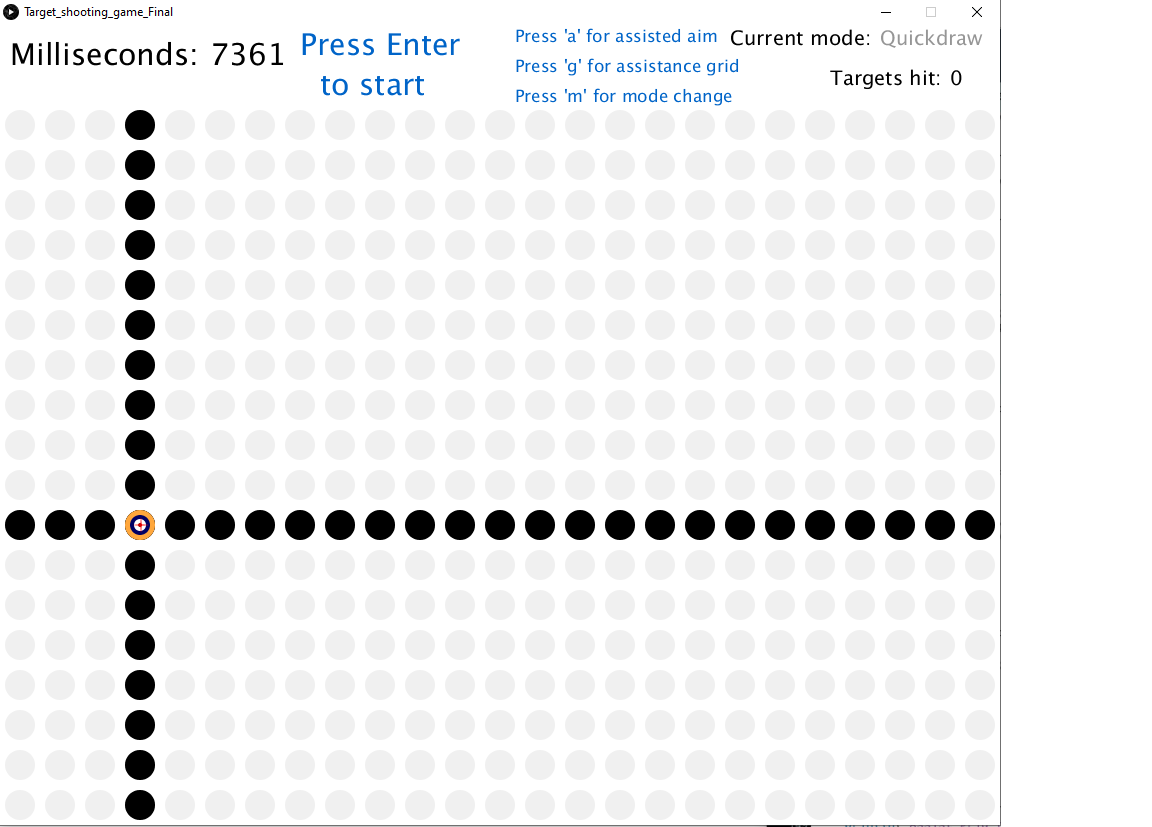 Target_shooting_game_Final
Milliseconds: 7361
Press Enter
to start
Press 'a' for assisted aim
Press 'g' for assistance grid
Press 'm' for mode change
Current mode: Quickdraw
Targets hit: 0